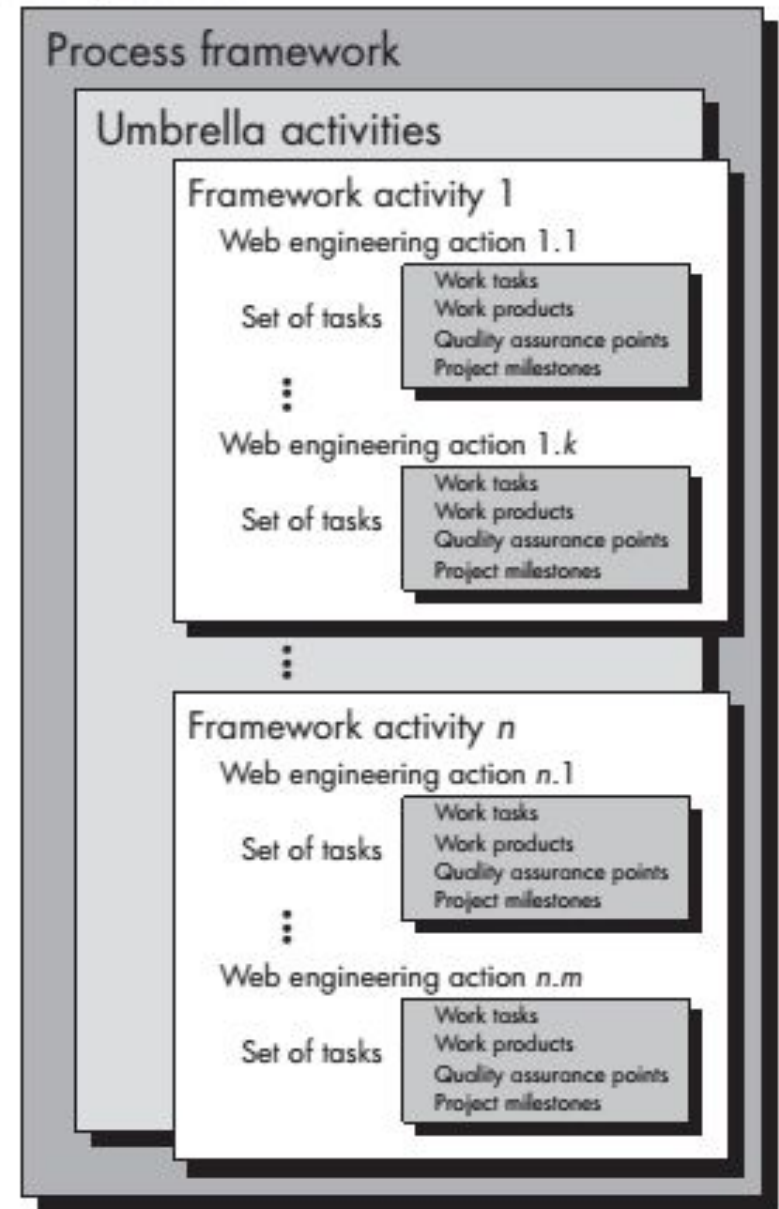 Process framework
Umbrella activities
Framework activity 1
Web engineering action 1.1
Set of tasks
Work tasks
Work products
Quality assurance points
Project milestones
Web engineering action 1.k
Set of tasks
Work tasks
Work products
Quality assurance points
Project milestones
Framework activity n
Web engineering action n.1
Set of tasks
Work tasks
Work products
Quality assurance points
Project milestones
Web engineering action n.m
Set of tasks
Work tasks
Work products
Quality assurance points
Project milestones